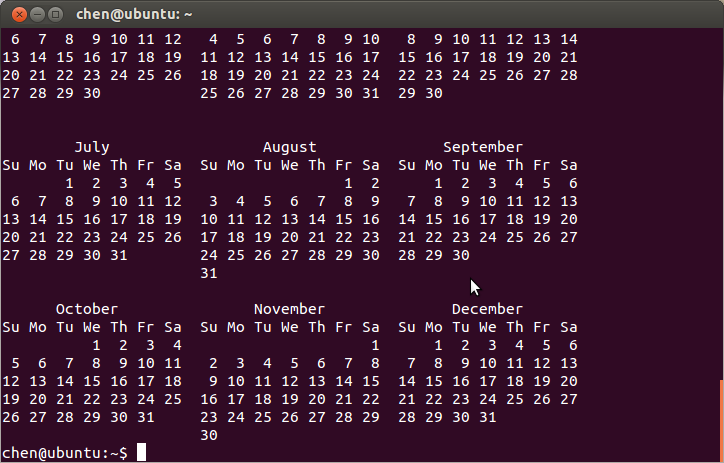 chen@ubuntu: ~
 6  7  8  9 10 11 12   4  5  6  7  8  9 10   8  9 10 11 12 13 14
13 14 15 16 17 18 19  11 12 13 14 15 16 17  15 16 17 18 19 20 21
20 21 22 23 24 25 26  18 19 20 21 22 23 24  22 23 24 25 26 27 28
27 28 29 30           25 26 27 28 29 30 31  29 30
        July                 August              September
Su Mo Tu We Th Fr Sa  Su Mo Tu We Th Fr Sa  Su Mo Tu We Th Fr Sa
       1  2  3  4  5                  1  2      1  2  3  4  5  6
 6  7  8  9 10 11 12   3  4  5  6  7  8  9   7  8  9 10 11 12 13
13 14 15 16 17 18 19  10 11 12 13 14 15 16  14 15 16 17 18 19 20
20 21 22 23 24 25 26  17 18 19 20 21 22 23  21 22 23 24 25 26 27
27 28 29 30 31        24 25 26 27 28 29 30  28 29 30
                      31
      October               November              December
Su Mo Tu We Th Fr Sa  Su Mo Tu We Th Fr Sa  Su Mo Tu We Th Fr Sa
          1  2  3  4                     1      1  2  3  4  5  6
 5  6  7  8  9 10 11   2  3  4  5  6  7  8   7  8  9 10 11 12 13
12 13 14 15 16 17 18   9 10 11 12 13 14 15  14 15 16 17 18 19 20
19 20 21 22 23 24 25  16 17 18 19 20 21 22  21 22 23 24 25 26 27
26 27 28 29 30 31     23 24 25 26 27 28 29  28 29 30 31
                      30
chen@ubuntu:~$